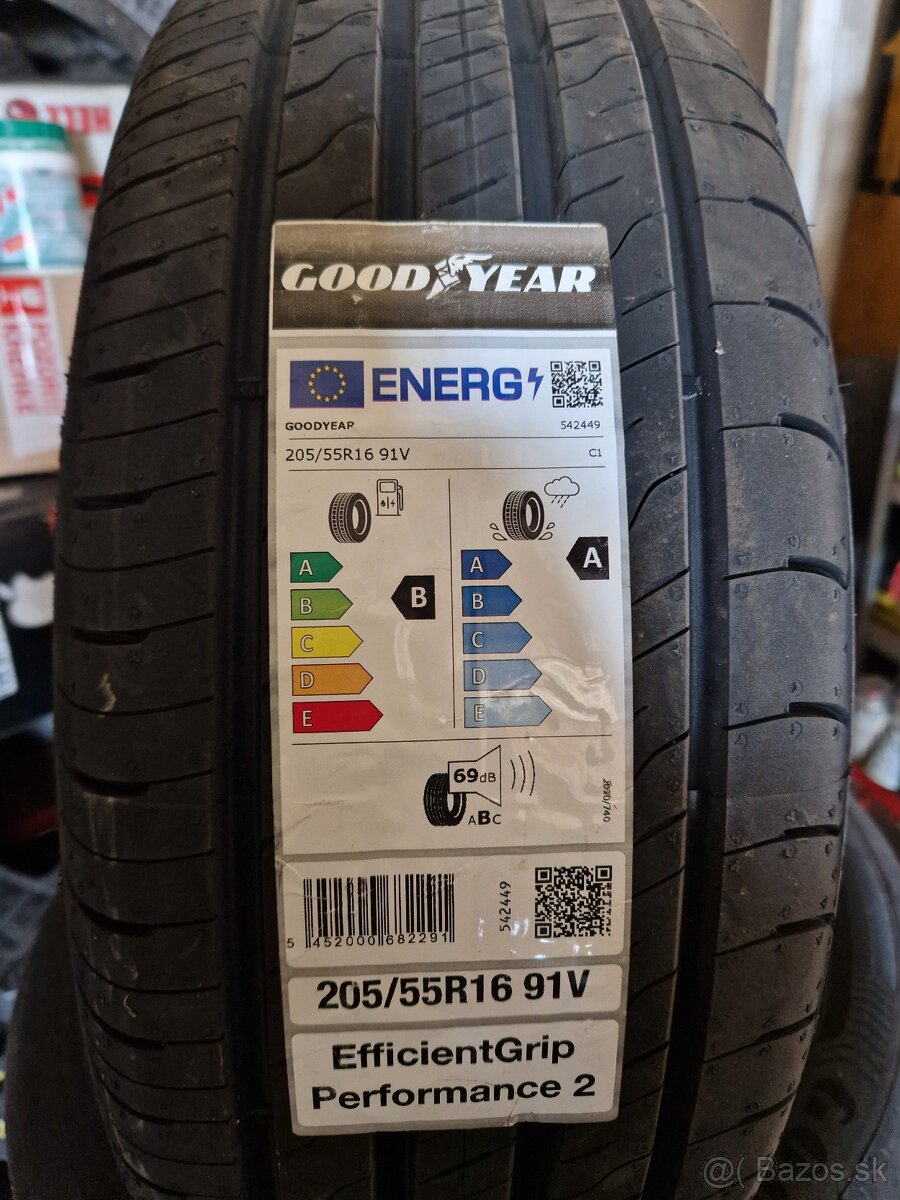 HELL
GOODYEAR
ENERG
GOODYEAR 542449
205/55R16 91V C1
A A
A B
B B
C C
D D
E E
69dB
ABC
2020/740
542449
5 452000 682291
205/55R16 91V
EfficientGrip
Performance 2
@( Bazos.sk